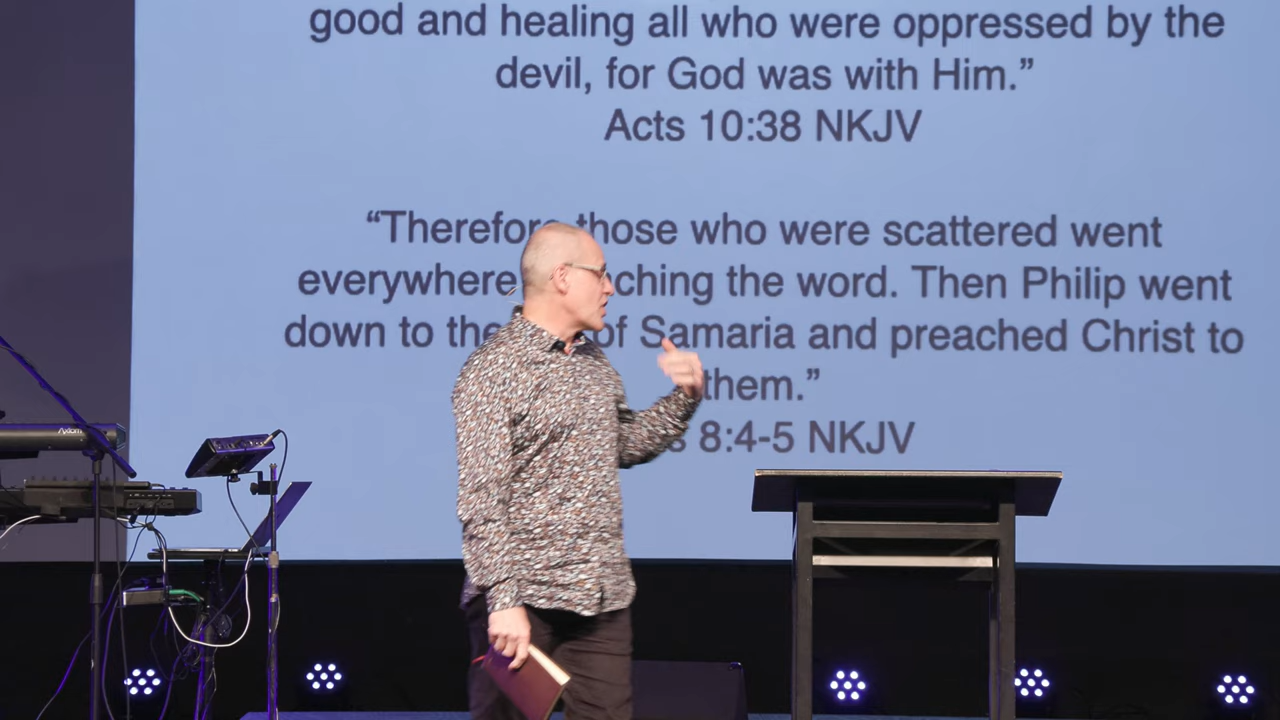 good and healing all who were oppressed by the
devil, for God was with Him.”
Acts 10:38 NKJV
“Therefore those who were scattered went
everywhere ching the word. Then Philip went
down to the of Samaria and preached Christ to
them.”
s 8:4-5 NKJV
Axiom